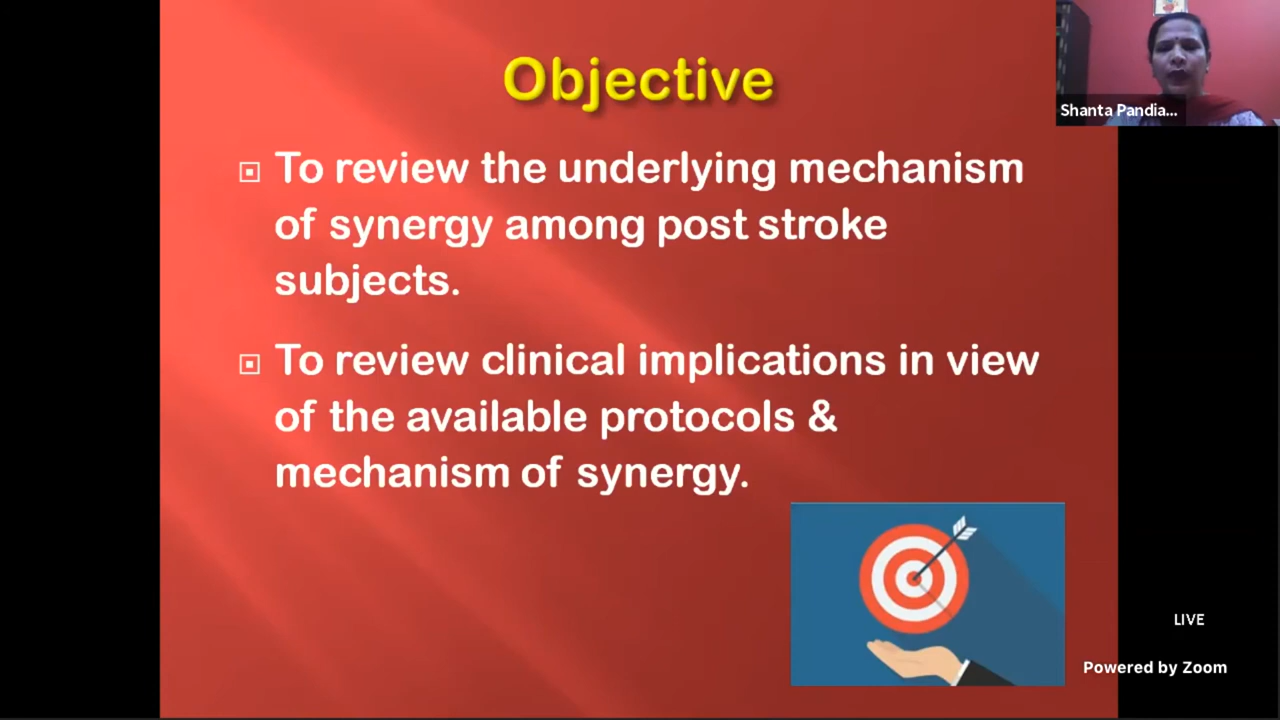 Objective
To review the underlying mechanism
of synergy among post stroke
subjects.
To review clinical implications in view
of the available protocols &
mechanism of synergy.
Shanta Pandia...
LIVE
Powered by Zoom